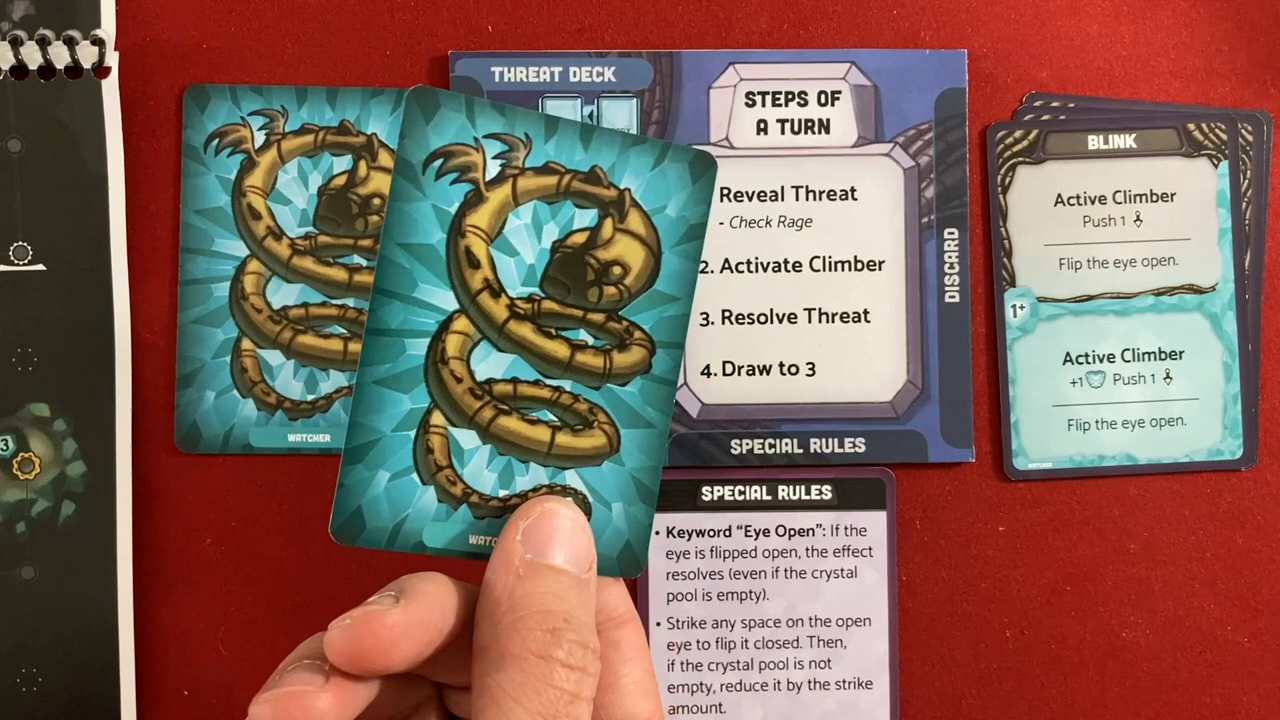 THREAT DECK
STEPS OF
A TURN
Reveal Threat
- Check Rage
2. Activate Climber
3. Resolve Threat
4. Draw to 3
DISCARD
SPECIAL RULES
BLINK
Active Climber
Push 1
Flip the eye open.
1+
Active Climber
+1 Push 1
Flip the eye open.
WATCHER
WATCHER
3
SPECIAL RULES
• Keyword “Eye Open”: If the
eye is flipped open, the effect
resolves (even if the crystal
pool is empty).
• Strike any space on the open
eye to flip it closed. Then,
if the crystal pool is not
empty, reduce it by the strike
amount.